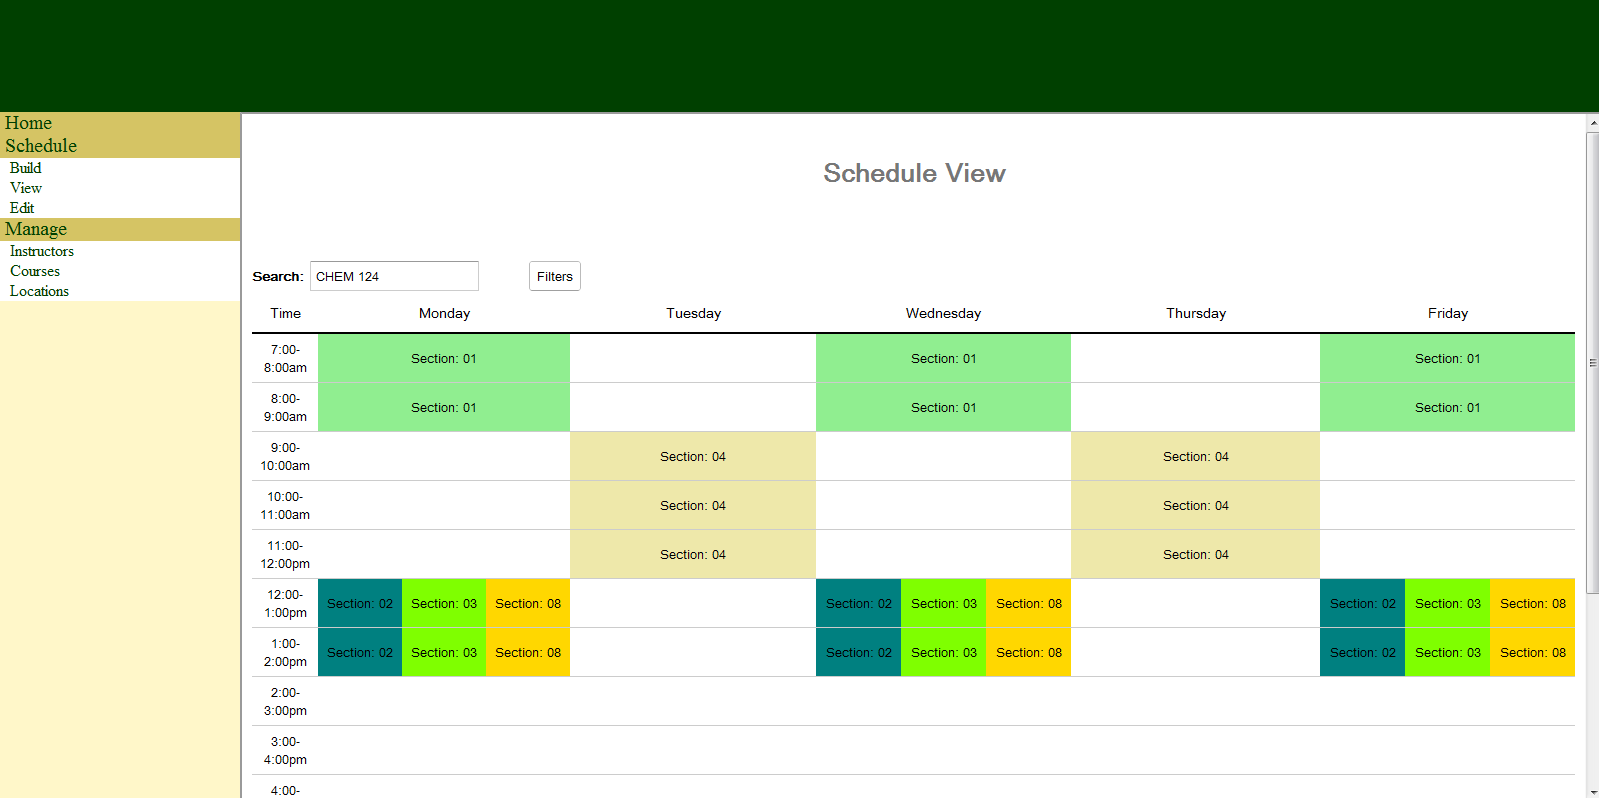 Home
Schedule
Build
View
Edit
Manage
Instructors
Courses
Locations
Schedule View
Search: CHEM 124 Filters
Time Monday Tuesday Wednesday Thursday Friday
7:00-
8:00am Section: 01 Section: 01 Section: 01
8:00-
9:00am Section: 01 Section: 01 Section: 01
9:00-
10:00am Section: 04 Section: 04
10:00-
11:00am Section: 04 Section: 04
11:00-
12:00pm Section: 04 Section: 04
12:00-
1:00pm Section: 02 Section: 03 Section: 08 Section: 02 Section: 03 Section: 08 Section: 02 Section: 03 Section: 08
1:00-
2:00pm Section: 02 Section: 03 Section: 08 Section: 02 Section: 03 Section: 08 Section: 02 Section: 03 Section: 08
2:00-
3:00pm
3:00-
4:00pm
4:00-